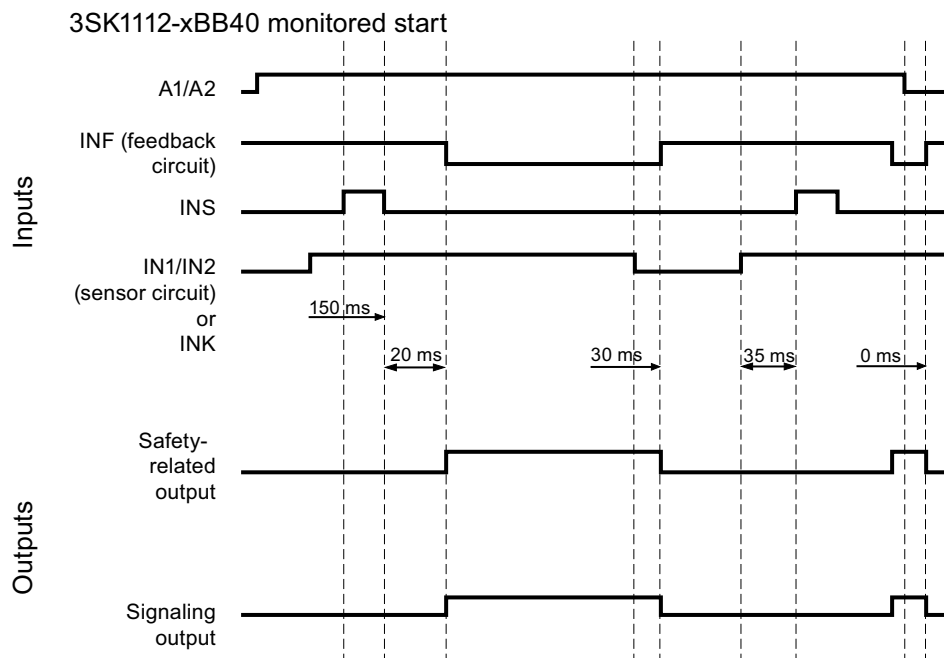 3SK1112-xBB40 monitored start
A1/A2
INF (feedback
circuit)
INS
IN1/IN2
(sensor circuit)
or
INK
Inputs
150 ms
20 ms
30 ms
35 ms
0 ms
Safety-
related
output
Outputs
Signaling
output